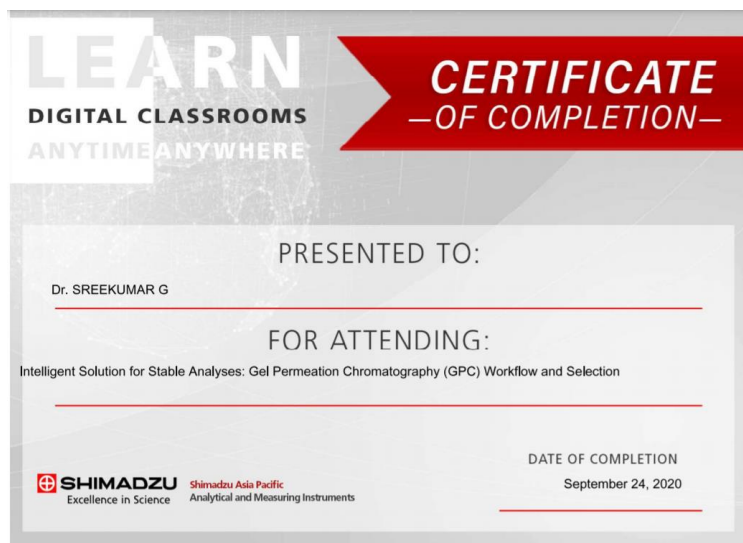 LEARN
DIGITAL CLASSROOMS
ANYTIME ANYWHERE
CERTIFICATE
—OF COMPLETION—
PRESENTED TO:
Dr. SREEKUMAR G
FOR ATTENDING:
Intelligent Solution for Stable Analyses: Gel Permeation Chromatography (GPC) Workflow and Selection
DATE OF COMPLETION
September 24, 2020
SHIMADZU
Excellence in Science
Shimadzu Asia Pacific
Analytical and Measuring Instruments